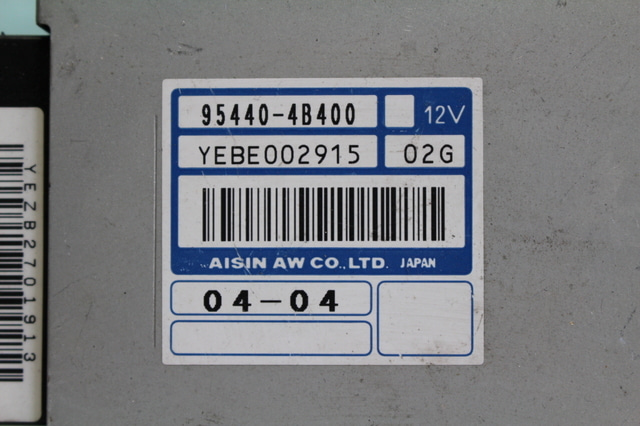 95440-4B400
12V
YEBE002915
02G
AISIN AW CO.,LTD. JAPAN
04-04
YEZB2701913